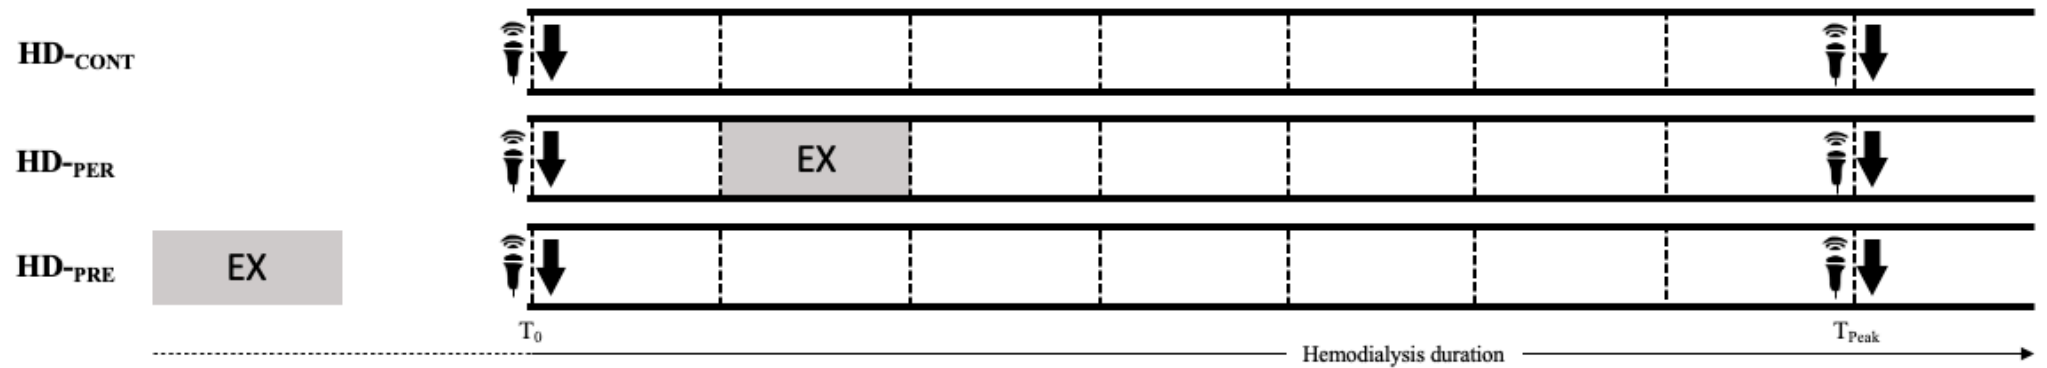 HD-CONT
HD-PER
EX
HD-PRE
EX
T0
TPeak
Hemodialysis duration